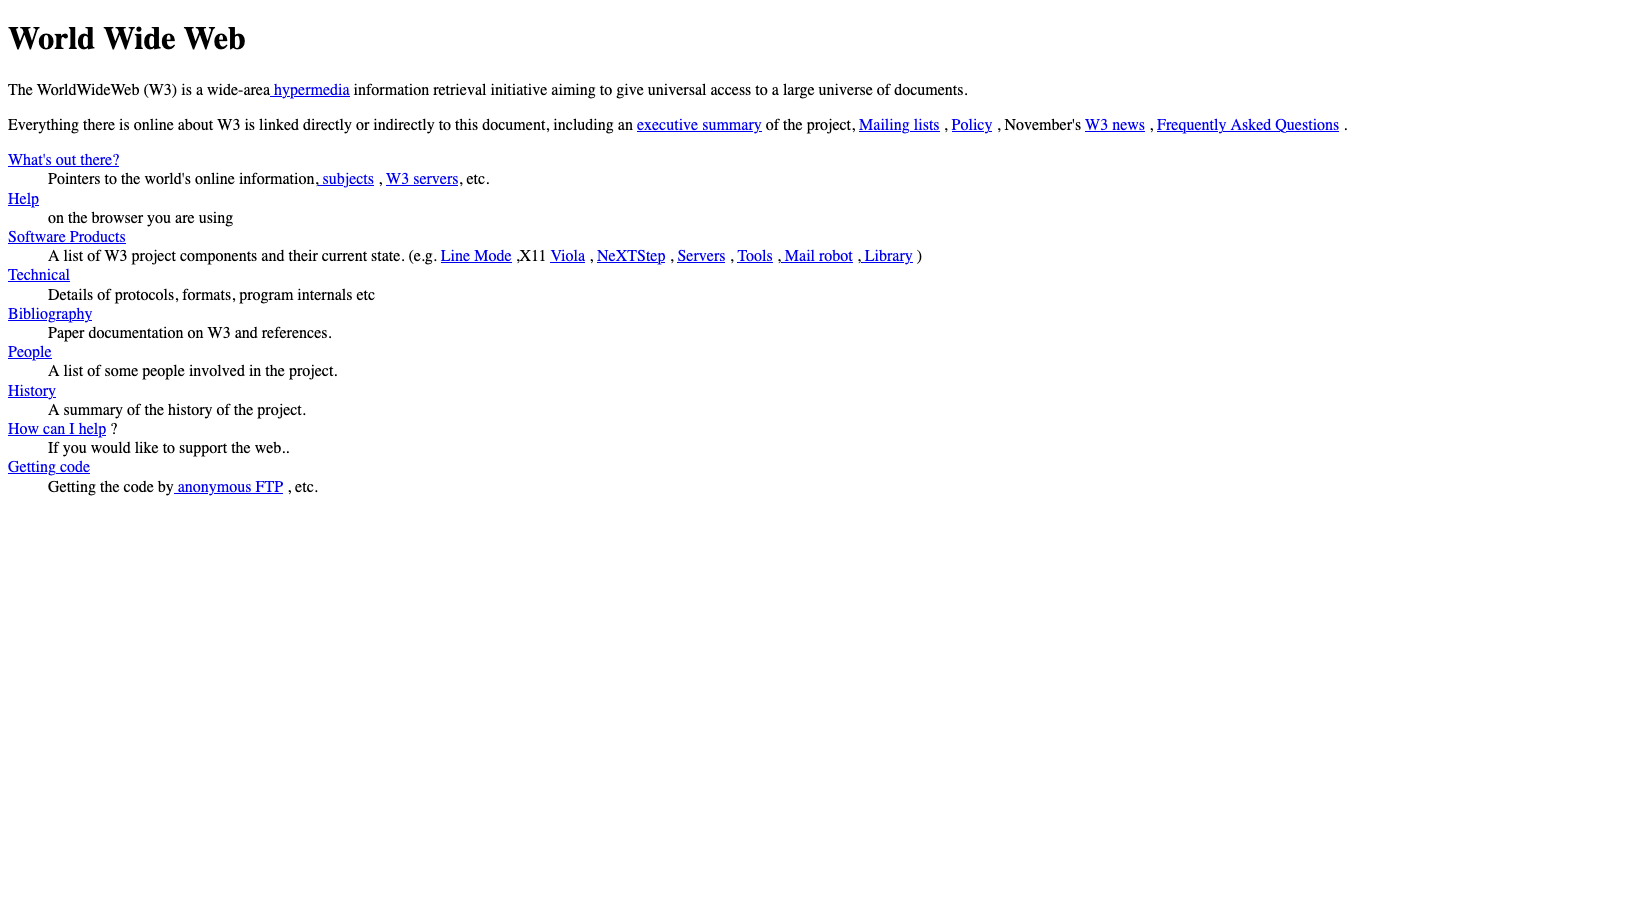 World Wide Web
The WorldWideWeb (W3) is a wide-area hypermedia information retrieval initiative aiming to give universal access to a large universe of documents.
Everything there is online about W3 is linked directly or indirectly to this document, including an executive summary of the project, Mailing lists , Policy , November's W3 news , Frequently Asked Questions .
What's out there?
Pointers to the world's online information, subjects , W3 servers, etc.
Help
on the browser you are using
Software Products
A list of W3 project components and their current state. (e.g. Line Mode ,X11 Viola , NeXTStep , Servers , Tools , Mail robot , Library )
Technical
Details of protocols, formats, program internals etc
Bibliography
Paper documentation on W3 and references.
People
A list of some people involved in the project.
History
A summary of the history of the project.
How can I help ?
If you would like to support the web..
Getting code
Getting the code by anonymous FTP , etc.